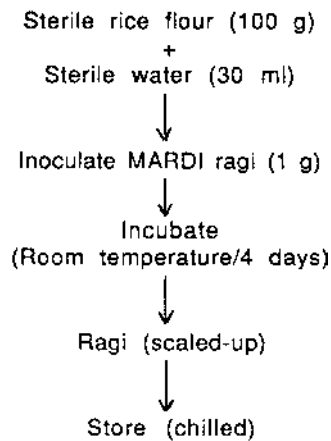 Sterile rice flour (100 g)
+
Sterile water (30 ml)
Inoculate MARDI ragi (1 g)
Incubate
(Room temperature/4 days)
Ragi (scaled-up)
Store (chilled)